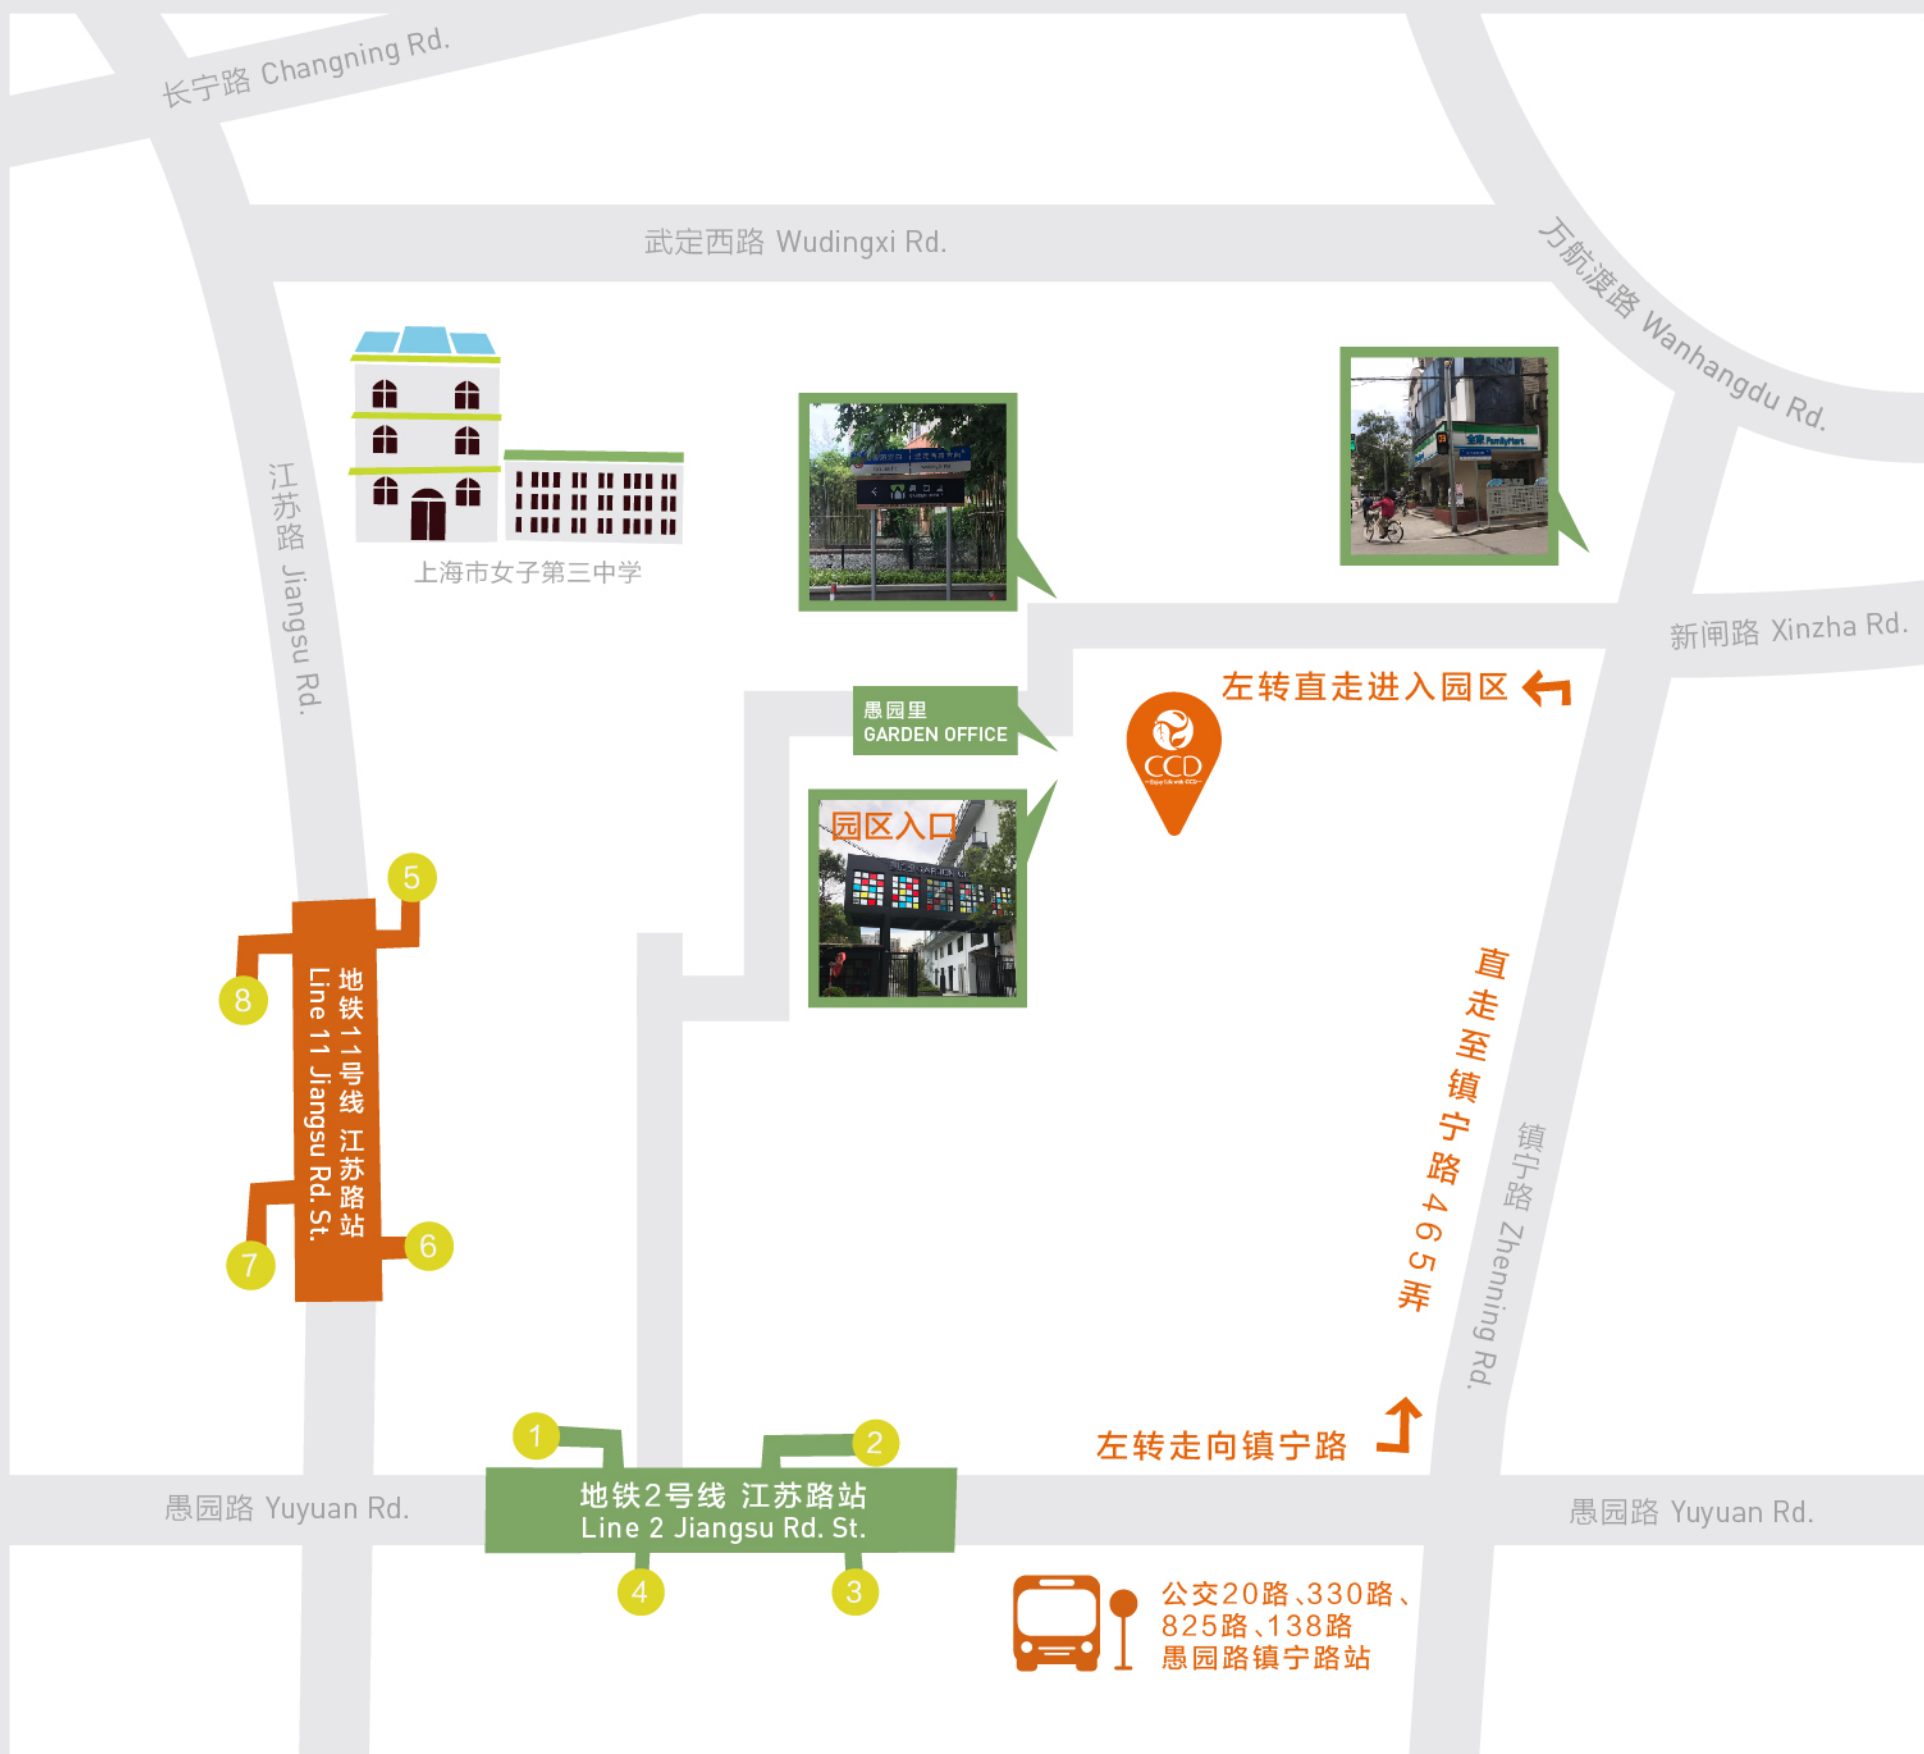 长宁路 Changning Rd.
武定西路 Wudingxi Rd.
万航渡路 Wanhangdu Rd.
江苏路 Jiangsu Rd.
上海市女子第三中学
全家 FamilyMart
新闸路 Xinzha Rd.
左转直走进入园区
愚园里
GARDEN OFFICE
CCD
园区入口
5
8
地铁11号线 江苏路站
Line 11 Jiangsu Rd. St.
7
6
直走至镇宁路465弄
镇宁路 Zhenning Rd.
左转走向镇宁路
1
2
愚园路 Yuyuan Rd.
地铁2号线 江苏路站
Line 2 Jiangsu Rd. St.
愚园路 Yuyuan Rd.
4
3
公交20路、330路、
825路、138路
愚园路镇宁路站